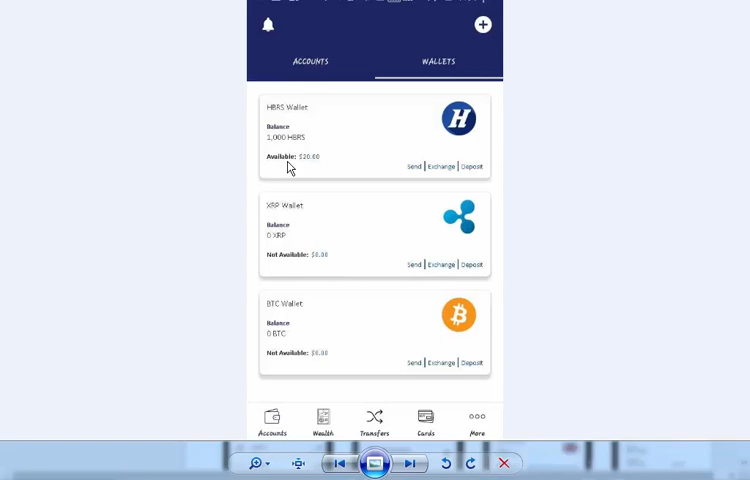 ACCOUNTS WALLETS
HBRS Wallet
Balance
1,000 HBRS
Available: $20.00
Send | Exchange | Deposit
XRP Wallet
Balance
0 XRP
Not Available: $0.00
Send | Exchange | Deposit
BTC Wallet
Balance
0 BTC
Not Available: $0.00
Send | Exchange | Deposit
Accounts Wealth Transfers Cards More